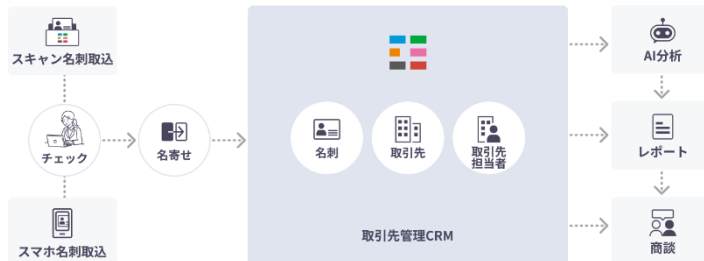 スキャン名刺取込
チェック
スマホ名刺取込
名寄せ
名刺
取引先
取引先
担当者
取引先管理CRM
AI分析
レポート
商談